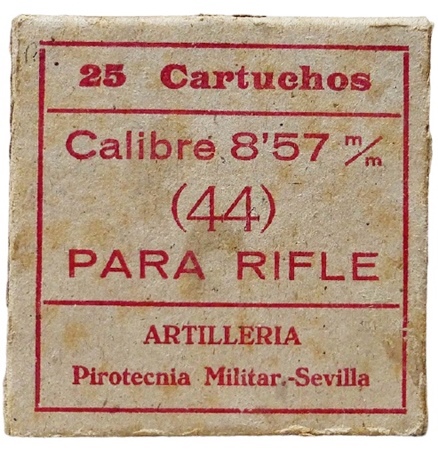 25 Cartuchos
Calibre 8'57 m/m
(44)
PARA RIFLE
ARTILLERIA
Pirotecnia Militar.-Sevilla